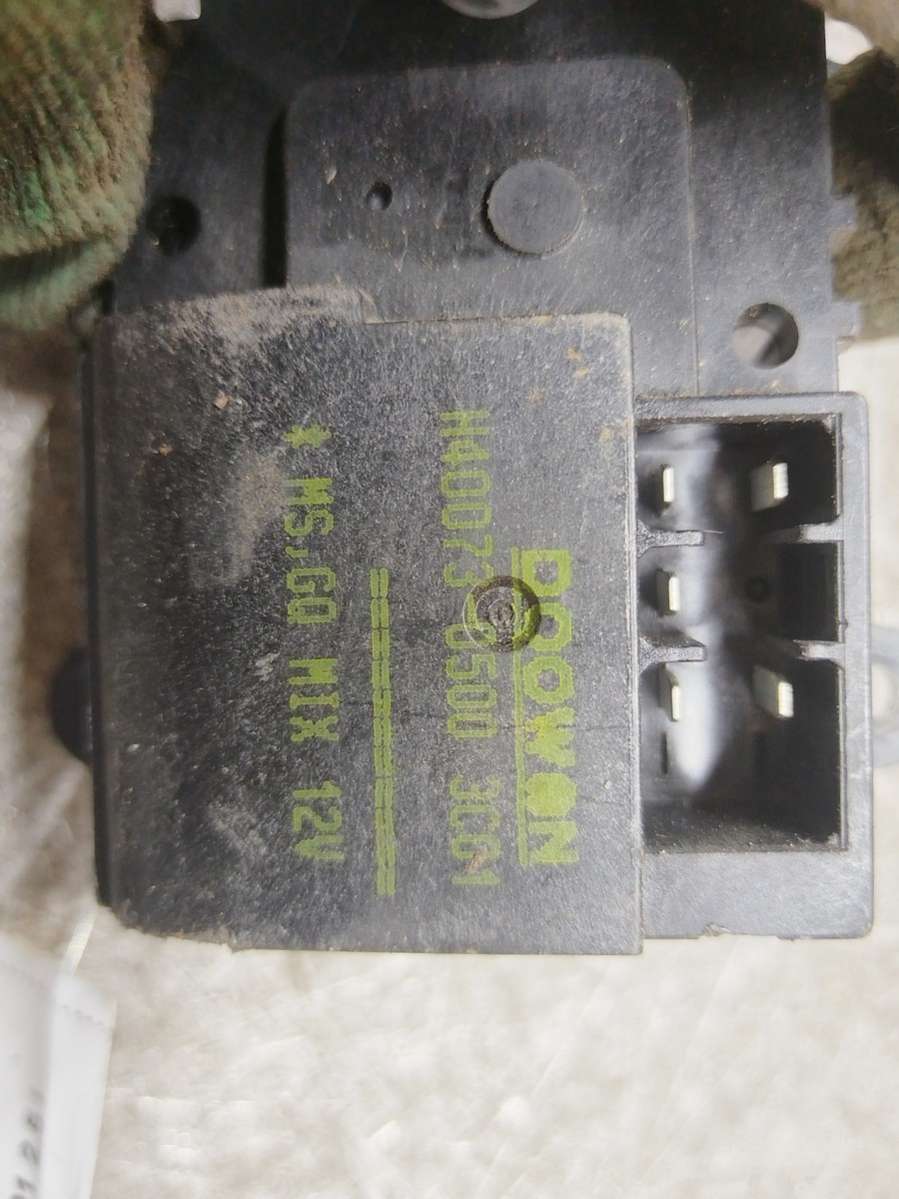 DOOWON
H40073-0500 3C01
* MS,GQ MIX 12V